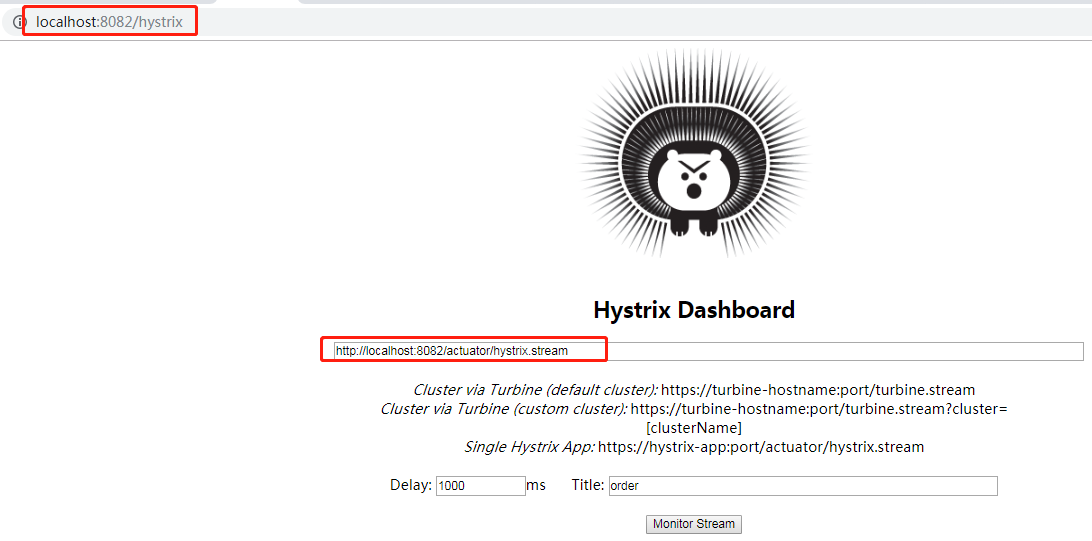 localhost:8082/hystrix
Hystrix Dashboard
http://localhost:8082/actuator/hystrix.stream
Cluster via Turbine (default cluster): https://turbine-hostname:port/turbine.stream
Cluster via Turbine (custom cluster): https://turbine-hostname:port/turbine.stream?cluster=
[clusterName]
Single Hystrix App: https://hystrix-app:port/actuator/hystrix.stream
Delay: 1000 ms Title: order
Monitor Stream